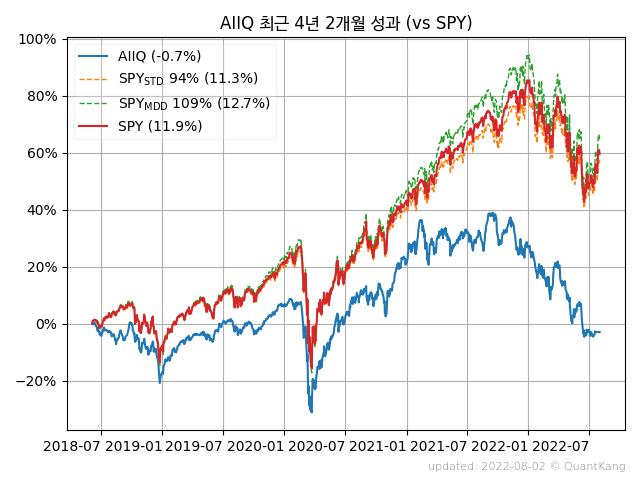 AIIQ 최근 4년 2개월 성과 (vs SPY)
100%
80%
60%
40%
20%
0%
−20%
AIIQ (-0.7%)
SPYSTD 94% (11.3%)
SPYMDD 109% (12.7%)
SPY (11.9%)
2018-07 2019-01 2019-07 2020-01 2020-07 2021-01 2021-07 2022-01 2022-07
updated: 2022-08-02 © QuantKang